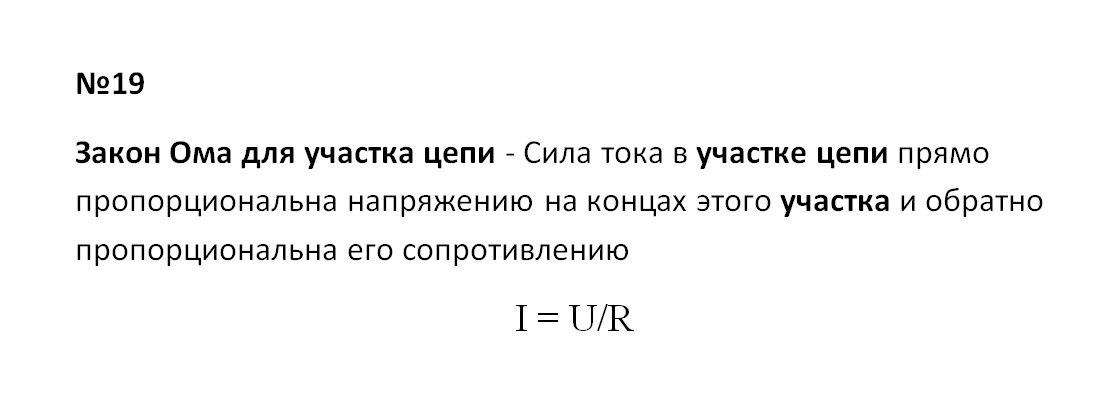 №19
Закон Ома для участка цепи - Сила тока в участке цепи прямо
пропорциональна напряжению на концах этого участка и обратно
пропорциональна его сопротивлению
I = U/R